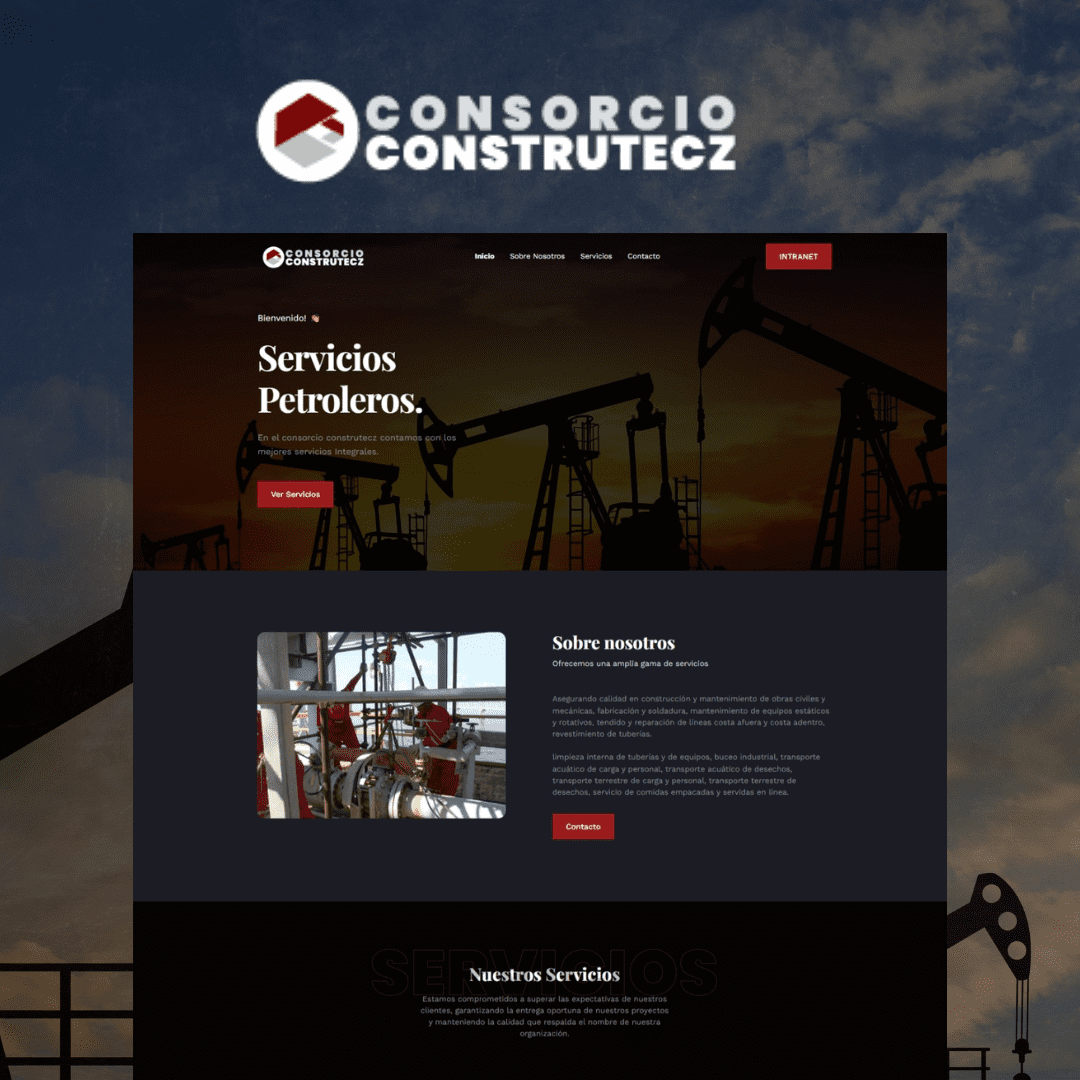 CONSORCIO
CONSTRUTECZ
CONSORCIO
CONSTRUTECZ
Inicio Sobre Nosotros Servicios Contacto
INTRANET
Bienvenido! 👋🏼
Servicios
Petroleros.
En el consorcio construtecz contamos con los
mejores servicios Integrales.
Ver Servicios
Sobre nosotros
Ofrecemos una amplia gama de servicios
Asegurando calidad en construcción y mantenimiento de obras civiles y
mecánicas, fabricación y soldadura, mantenimiento de equipos estáticos
y rotativos, tendido y reparación de líneas costa afuera y costa adentro,
revestimiento de tuberías.
limpieza interna de tuberías y de equipos, buceo industrial, transporte
acuático de carga y personal, transporte acuático de desechos,
transporte terrestre de carga y personal, transporte terrestre de
desechos, servicio de comidas empacadas y servidas en línea.
Contacto
SERVICIOS
Nuestros Servicios
Estamos comprometidos a superar las expectativas de nuestros
clientes, garantizando la entrega oportuna de nuestros proyectos
y manteniendo la calidad que respalda el nombre de nuestra
organización.